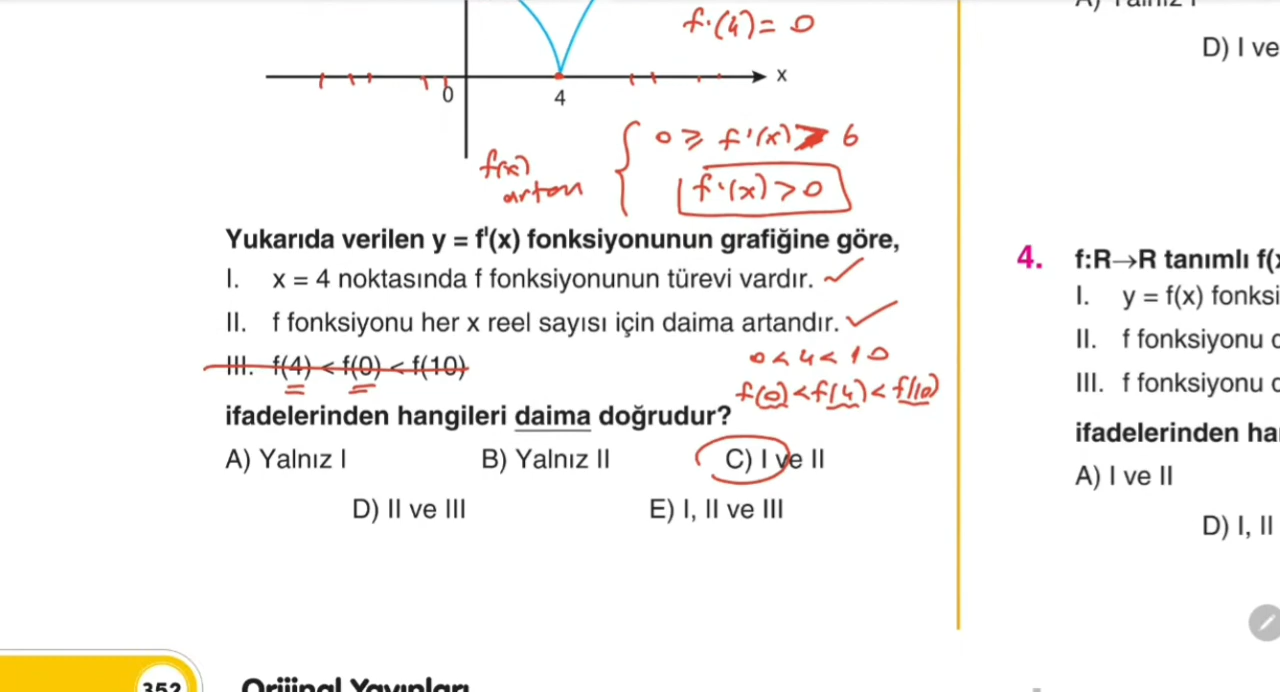 f'(4) = 0
x
0
4
0 ⩾ f'(x) > 6
f(x)
artan
f'(x) > 0
Yukarıda verilen y = f'(x) fonksiyonunun grafiğine göre,
I. x = 4 noktasında f fonksiyonunun türevi vardır.
II. f fonksiyonu her x reel sayısı için daima artandır.
0 < 4 < 10
III. f(4) < f(0) < f(10)
f(0) < f(4) < f(10)
ifadelerinden hangileri daima doğrudur?
A) Yalnız I B) Yalnız II C) I ve II
D) II ve III E) I, II ve III
352 Orijinal Yayınları
D) I ve
4. f:R→R tanımlı f(x
I. y = f(x) fonksi
II. f fonksiyonu
III. f fonksiyonu
ifadelerinden ha
A) I ve II
D) I, II